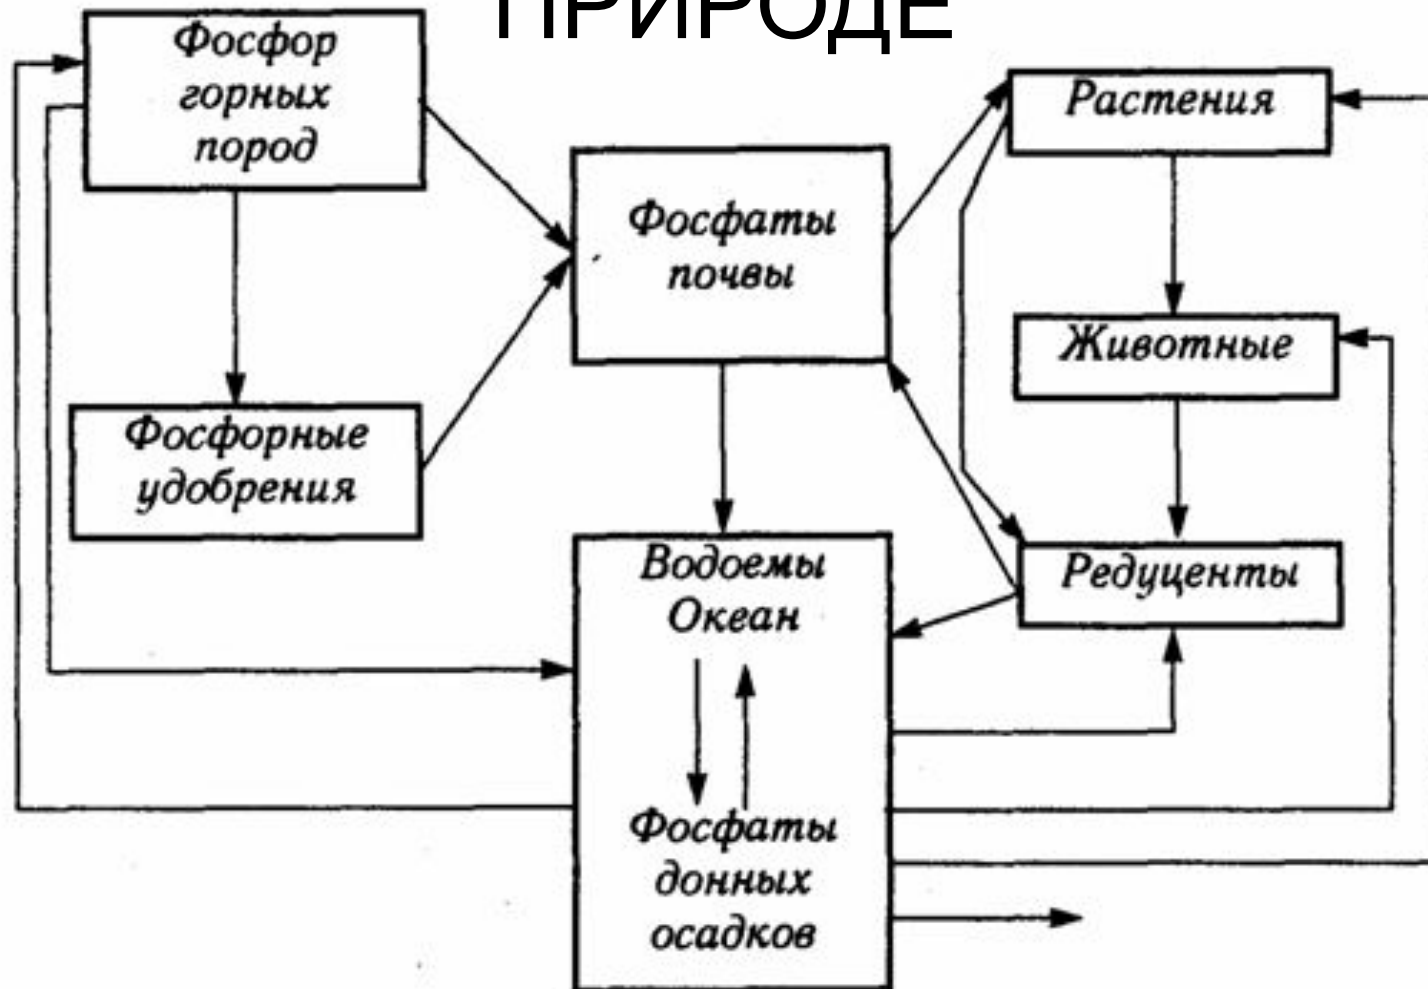 ПРИРОДЕ
Фосфор
горных
пород
Растения
Фосфаты
почвы
Животные
Фосфорные
удобрения
Водоемы
Океан
Редуценты
Фосфаты
донных
осадков